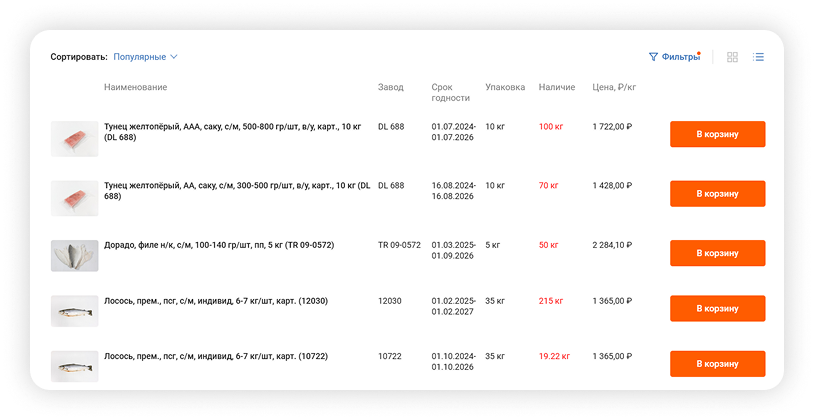 Сортировать: Популярные
Фильтры
Наименование Завод Срок годности Упаковка Наличие Цена, ₽/кг
Тунец желтопёрый, ААА, саку, с/м, 500-800 гр/шт, в/у, карт., 10 кг (DL 688) DL 688 01.07.2024-01.07.2026 10 кг 100 кг 1 722,00 ₽ В корзину
Тунец желтопёрый, АА, саку, с/м, 300-500 гр/шт, в/у, карт., 10 кг (DL 688) DL 688 16.08.2024-16.08.2026 10 кг 70 кг 1 428,00 ₽ В корзину
Дорадо, филе н/к, с/м, 100-140 гр/шт, пп, 5 кг (TR 09-0572) TR 09-0572 01.03.2025-01.09.2026 5 кг 50 кг 2 284,10 ₽ В корзину
Лосось, прем., псг, с/м, индивид, 6-7 кг/шт, карт. (12030) 12030 01.02.2025-01.02.2027 35 кг 215 кг 1 365,00 ₽ В корзину
Лосось, прем., псг, с/м, индивид, 6-7 кг/шт, карт. (10722) 10722 01.10.2024-01.10.2026 35 кг 19.22 кг 1 365,00 ₽ В корзину